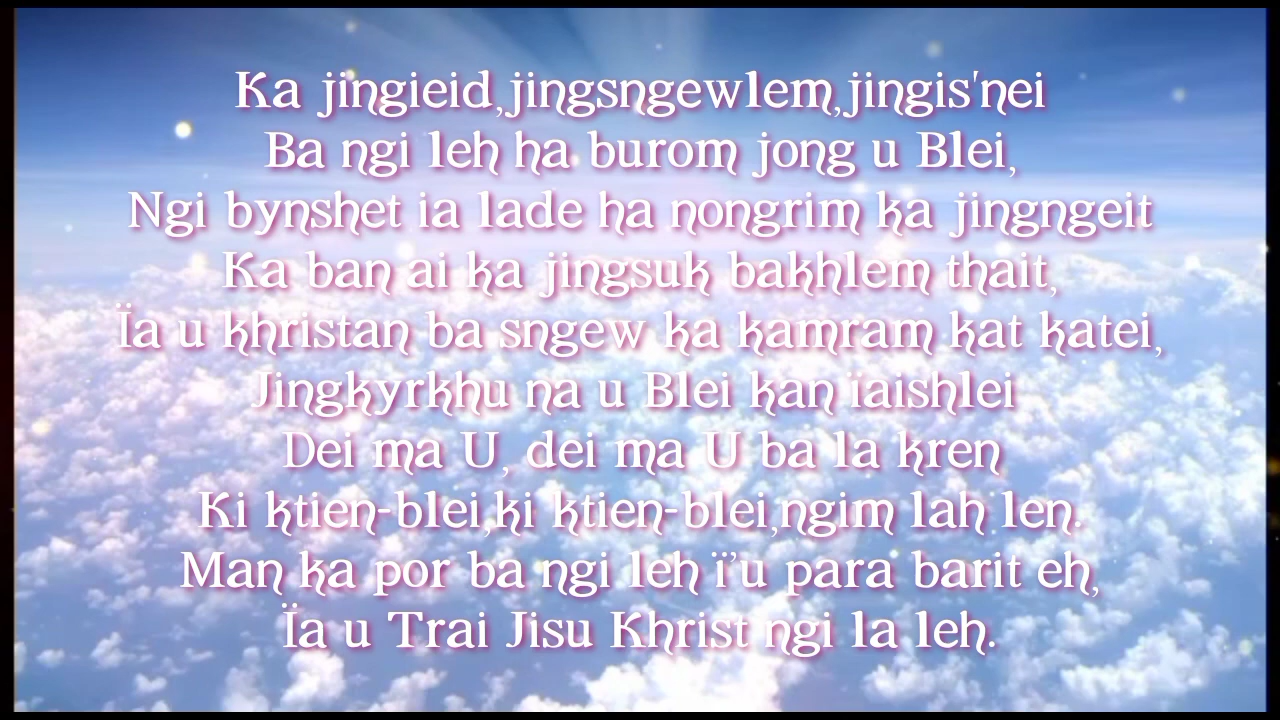 Ka jingieid,jingsngewlem,jingis'nei
Ba ngi leh ha burom jong u Blei,
Ngi bynshet ia lade ha nongrim ka jingngeit
Ka ban ai ka jingsuk bakhlem thait,
Ïa u khristan ba sngew ka kamram kat katei,
Jingkyrkhu na u Blei kan ïaishlei
Dei ma U, dei ma U ba la kren
Ki ktien-blei,ki ktien-blei,ngim lah len.
Man ka por ba ngi leh ï'u para barit eh,
Ïa u Trai Jisu Khrist ngi la leh.